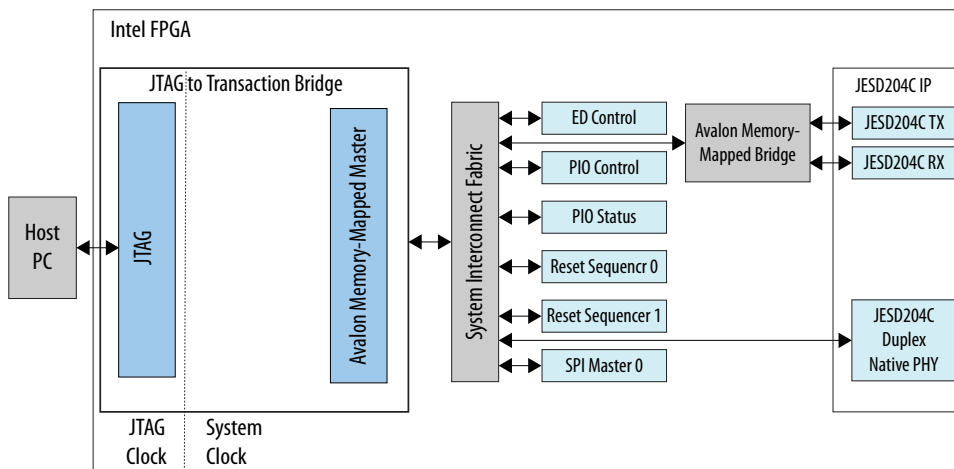 Intel FPGA
JTAG to Transaction Bridge
JTAG
Avalon Memory-Mapped Master
JTAG
Clock
System
Clock
Host
PC
System Interconnect Fabric
ED Control
PIO Control
PIO Status
Reset Sequencr 0
Reset Sequencer 1
SPI Master 0
Avalon Memory-
Mapped Bridge
JESD204C IP
JESD204C TX
JESD204C RX
JESD204C
Duplex
Native PHY